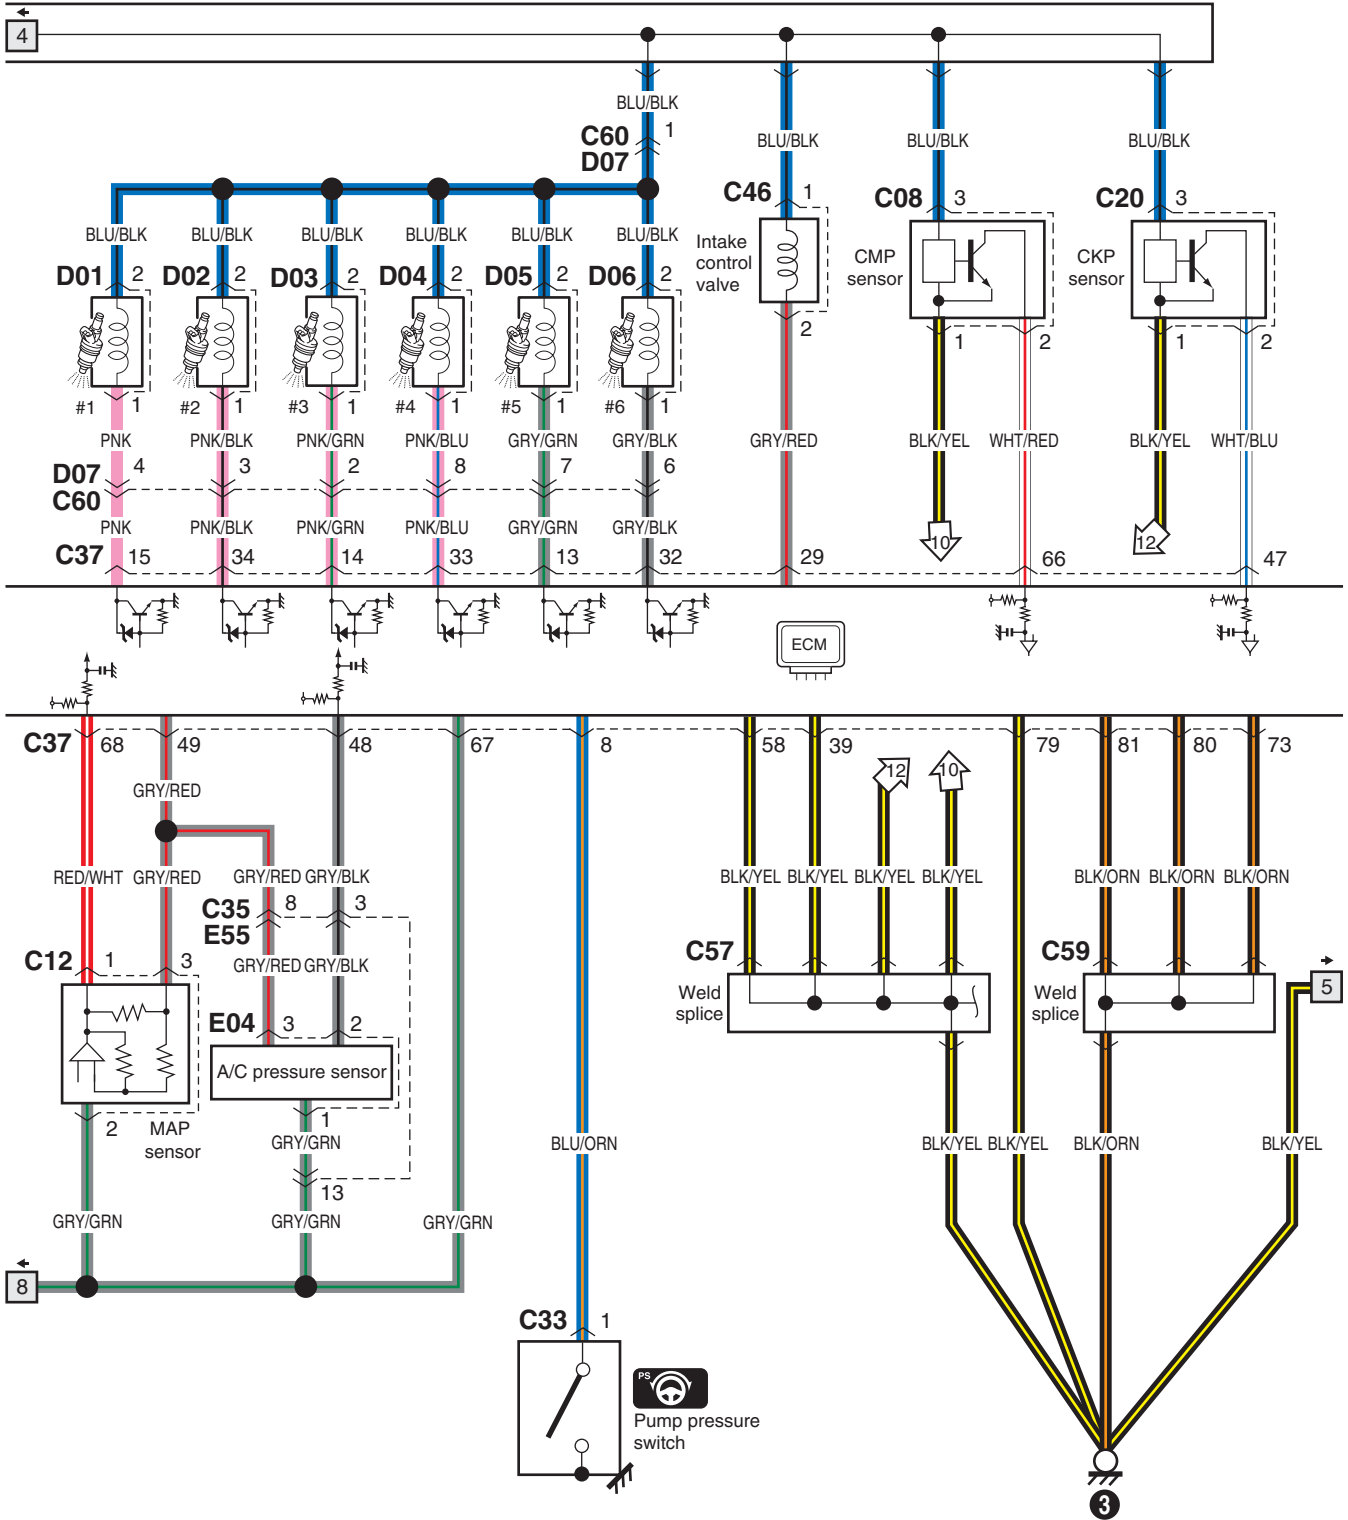 4
BLU/BLK
C60 1
D07
BLU/BLK BLU/BLK BLU/BLK
C46 1 C08 3 C20 3
BLU/BLK BLU/BLK BLU/BLK BLU/BLK BLU/BLK BLU/BLK
Intake
control
valve
CMP
sensor
CKP
sensor
D01 2 D02 2 D03 2 D04 2 D05 2 D06 2
2 1 2 1 2
#1 1 #2 1 #3 1 #4 1 #5 1 #6 1
PNK PNK/BLK PNK/GRN PNK/BLU GRY/GRN GRY/BLK GRY/RED BLK/YEL WHT/RED BLK/YEL WHT/BLU
D07 4 3 2 8 7 6
C60
PNK PNK/BLK PNK/GRN PNK/BLU GRY/GRN GRY/BLK
10 12
C37 15 34 14 33 13 32 29 66 47
ECM
C37 68 49 48 67 8 58 39 79 81 80 73
12 10
GRY/RED
RED/WHT GRY/RED GRY/RED GRY/BLK BLK/YEL BLK/YEL BLK/YEL BLK/YEL BLK/ORN BLK/ORN BLK/ORN
C35 8 3
E55
C12 1 3 GRY/RED GRY/BLK C57 C59
Weld
splice
Weld
splice
5
E04 3 2
A/C pressure sensor
2 MAP
sensor
1
GRY/GRN BLU/ORN BLK/YEL BLK/YEL BLK/ORN BLK/YEL
13
GRY/GRN GRY/GRN GRY/GRN
8
C33 1
PS
Pump pressure
switch
3